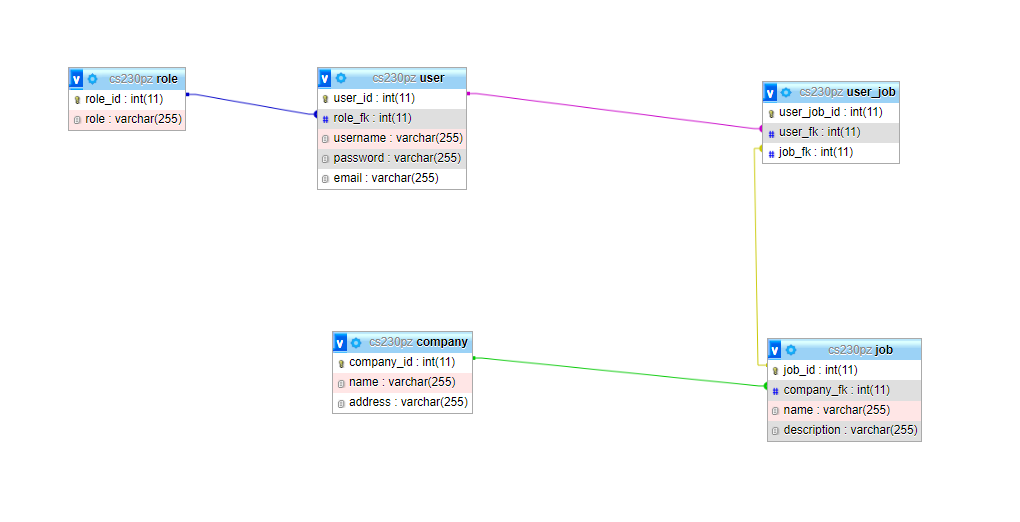 v cs230pz role
role_id : int(11)
role : varchar(255)
v cs230pz user
user_id : int(11)
# role_fk : int(11)
username : varchar(255)
password : varchar(255)
email : varchar(255)
v cs230pz user_job
user_job_id : int(11)
# user_fk : int(11)
# job_fk : int(11)
v cs230pz company
company_id : int(11)
name : varchar(255)
address : varchar(255)
v cs230pz job
job_id : int(11)
# company_fk : int(11)
name : varchar(255)
description : varchar(255)